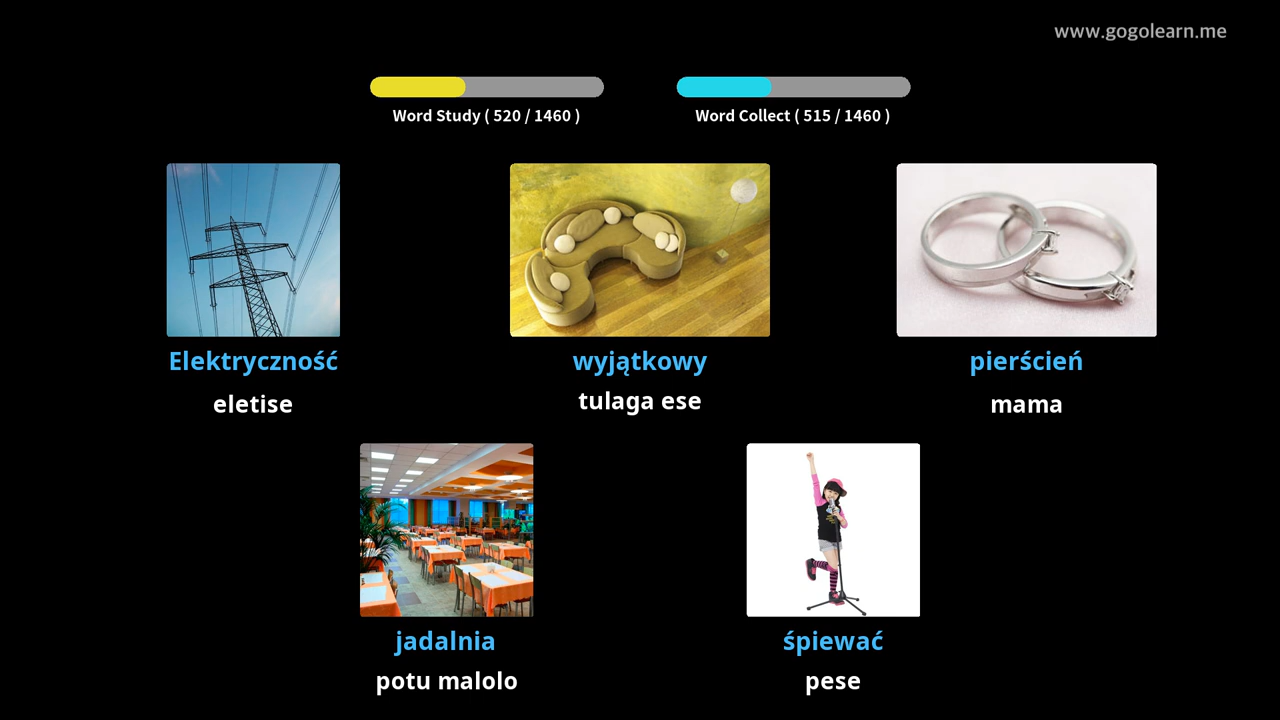 www.gogolearn.me
Word Study ( 520 / 1460 )
Word Collect ( 515 / 1460 )
Elektryczność
eletise
wyjątkowy
tulaga ese
pierścień
mama
jadalnia
potu malolo
śpiewać
pese